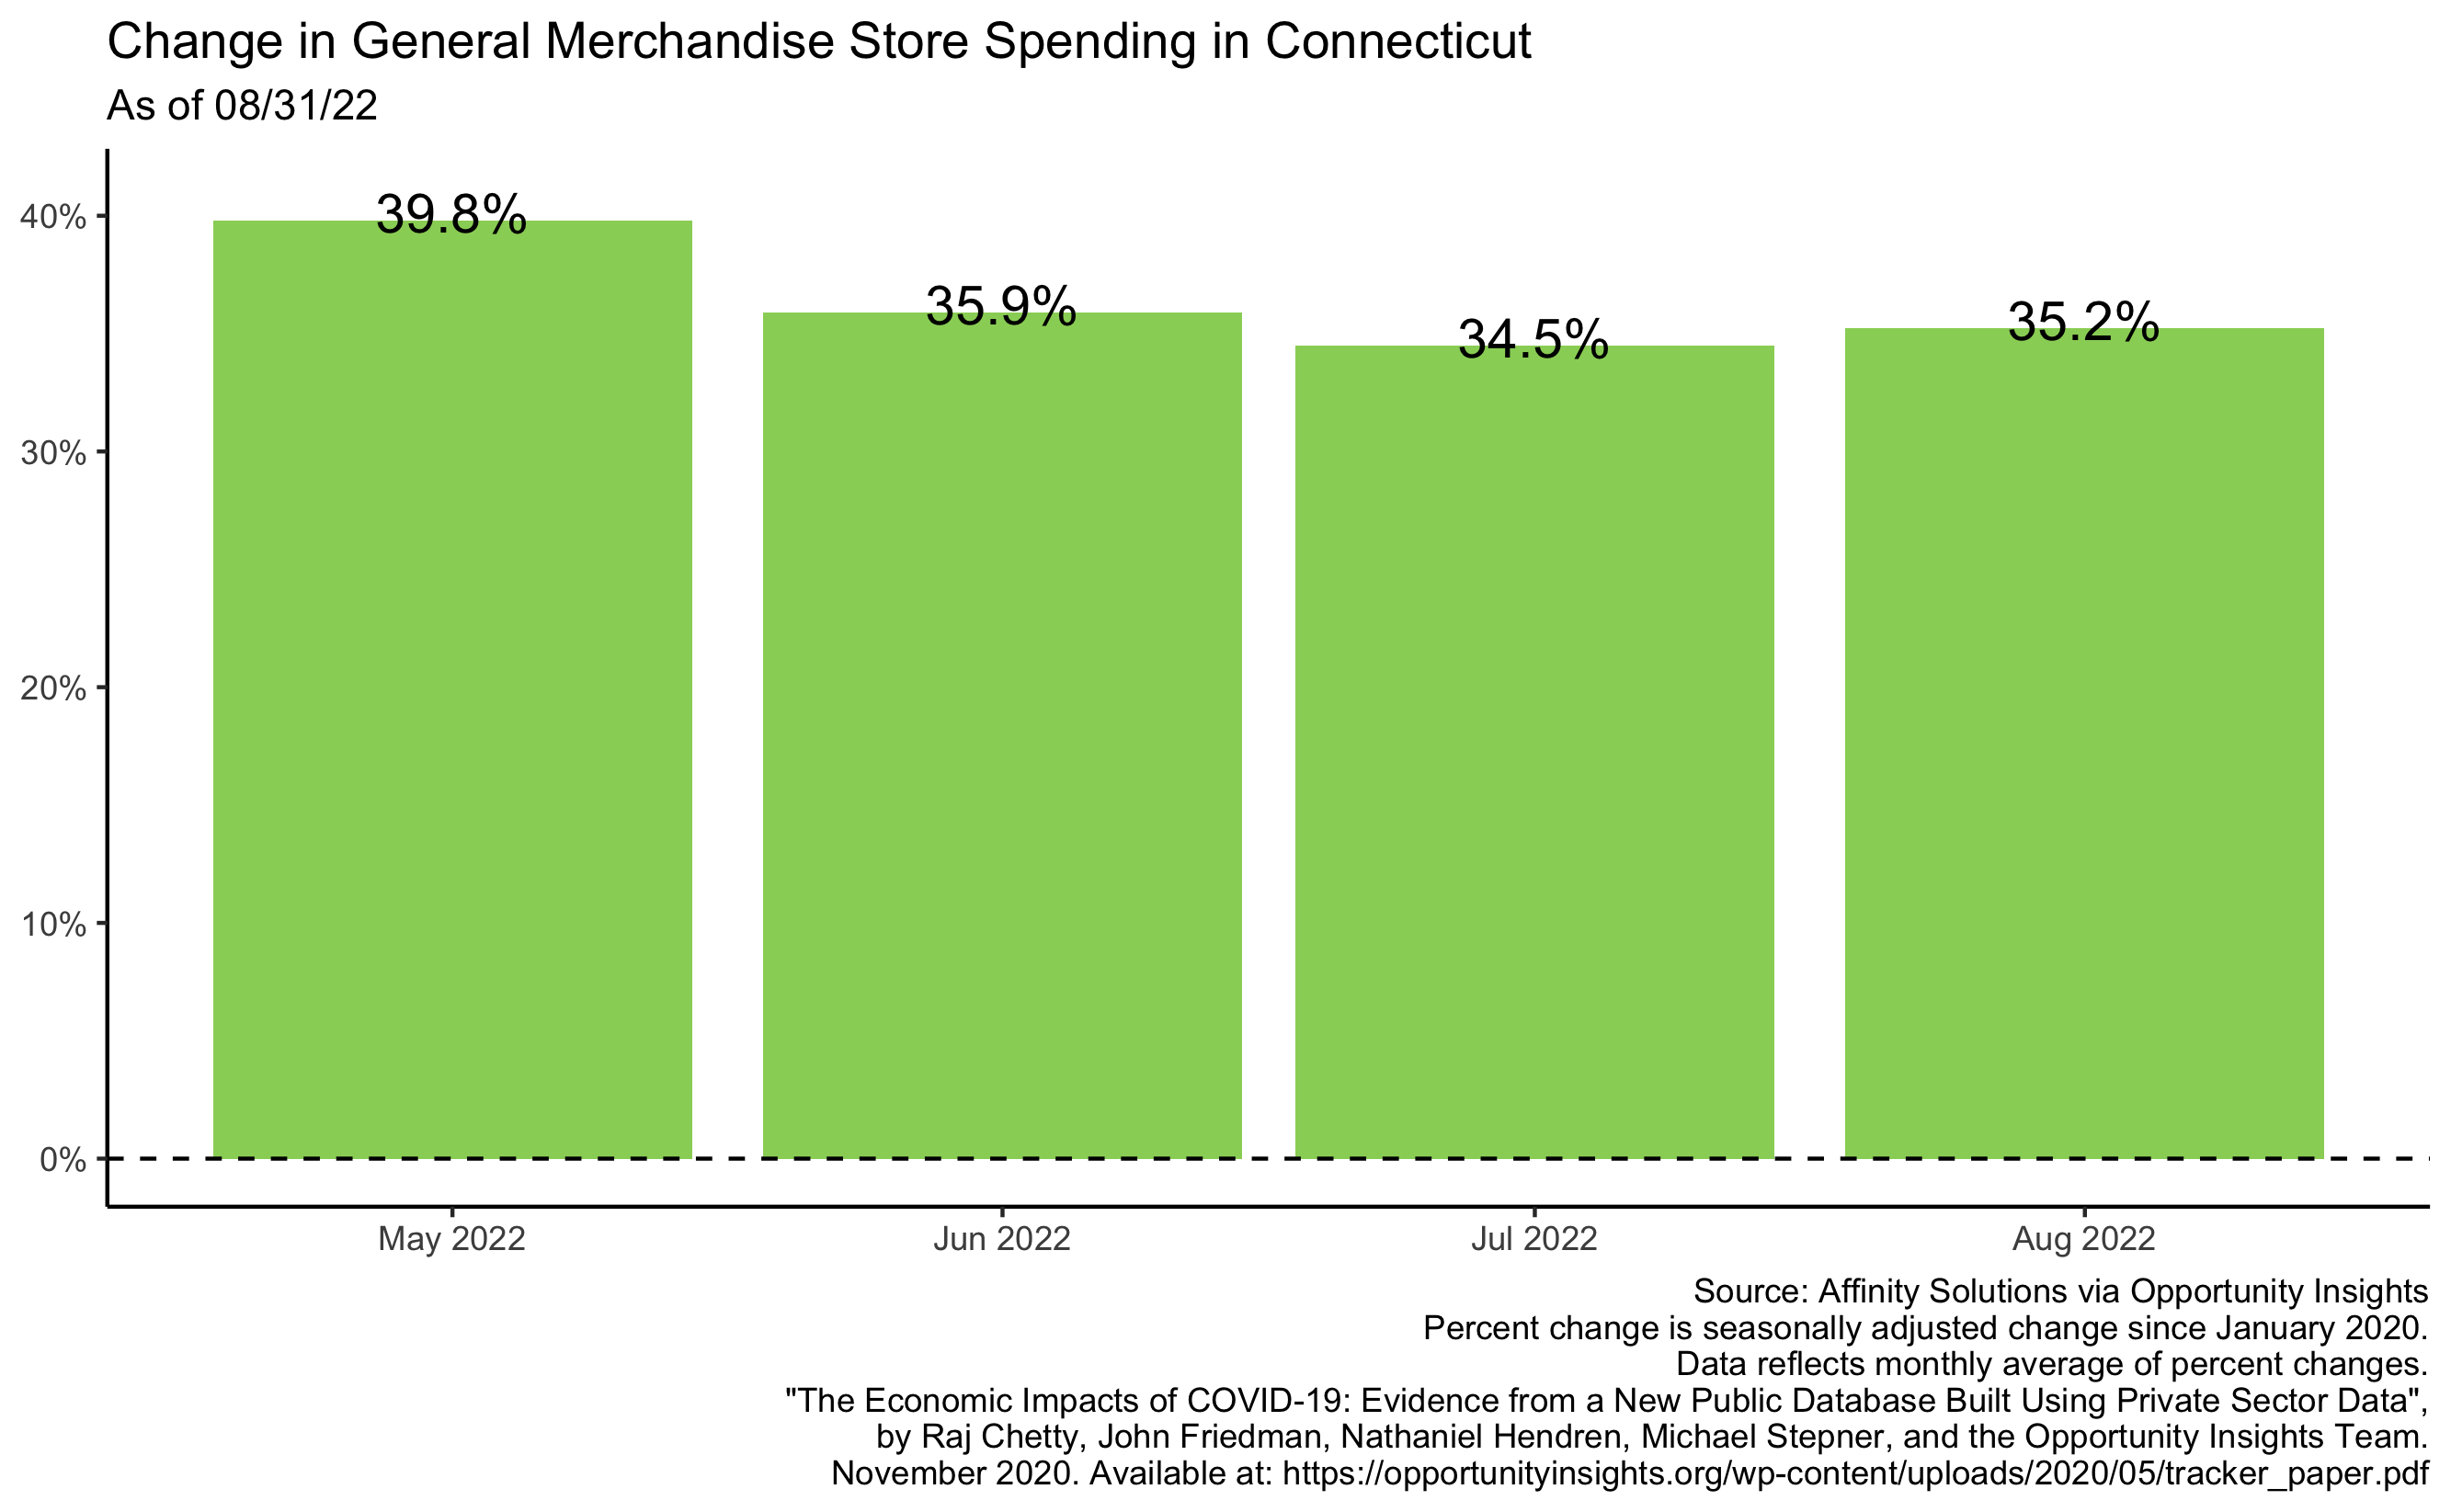 Change in General Merchandise Store Spending in Connecticut
As of 08/31/22
40%
30%
20%
10%
0%
39.8%
35.9%
34.5%
35.2%
May 2022
Jun 2022
Jul 2022
Aug 2022
Source: Affinity Solutions via Opportunity Insights
Percent change is seasonally adjusted change since January 2020.
Data reflects monthly average of percent changes.
"The Economic Impacts of COVID-19: Evidence from a New Public Database Built Using Private Sector Data",
by Raj Chetty, John Friedman, Nathaniel Hendren, Michael Stepner, and the Opportunity Insights Team.
November 2020. Available at: https://opportunityinsights.org/wp-content/uploads/2020/05/tracker_paper.pdf